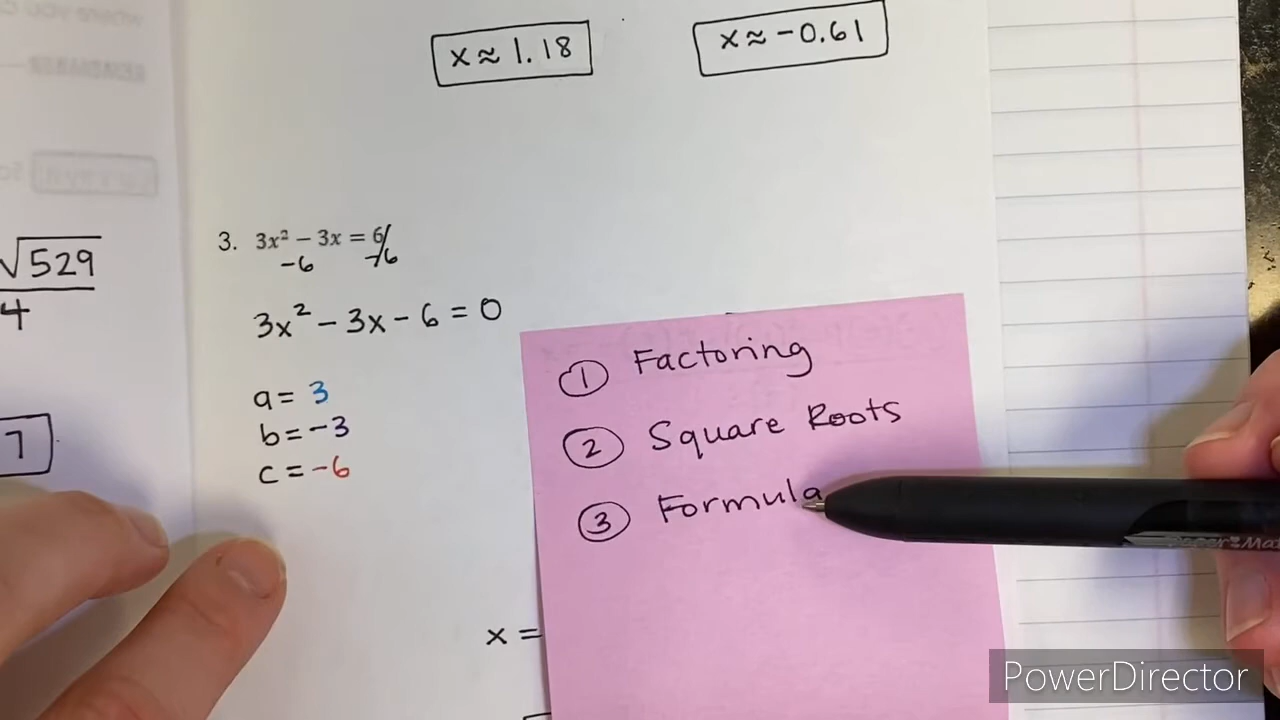 x ≈ 1.18
x ≈ -0.61
3. 3x² - 3x = 6
-6 -6
3x² - 3x - 6 = 0
√529
4
7
a = 3
b = -3
c = -6
① Factoring
② Square Roots
③ Formula
x =
PowerDirector